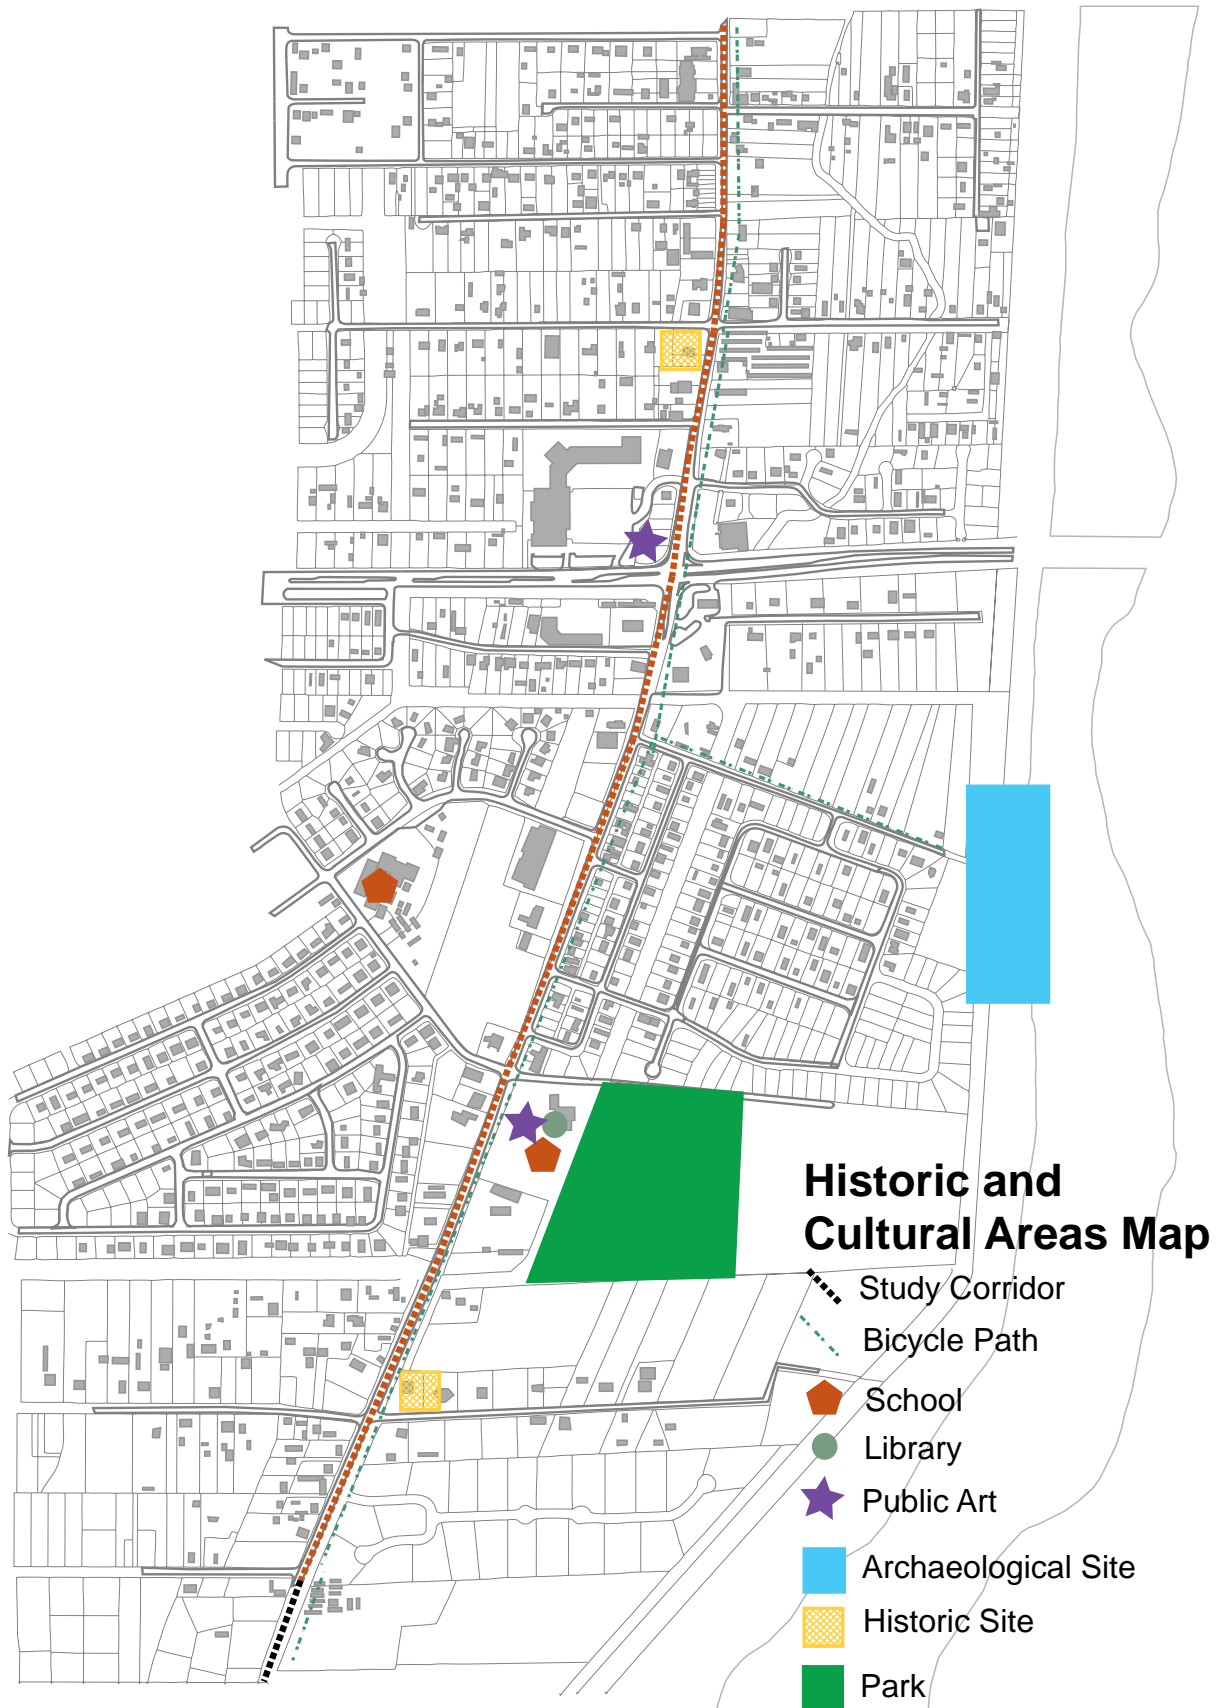 Historic and
Cultural Areas Map
Study Corridor
Bicycle Path
School
Library
Public Art
Archaeological Site
Historic Site
Park